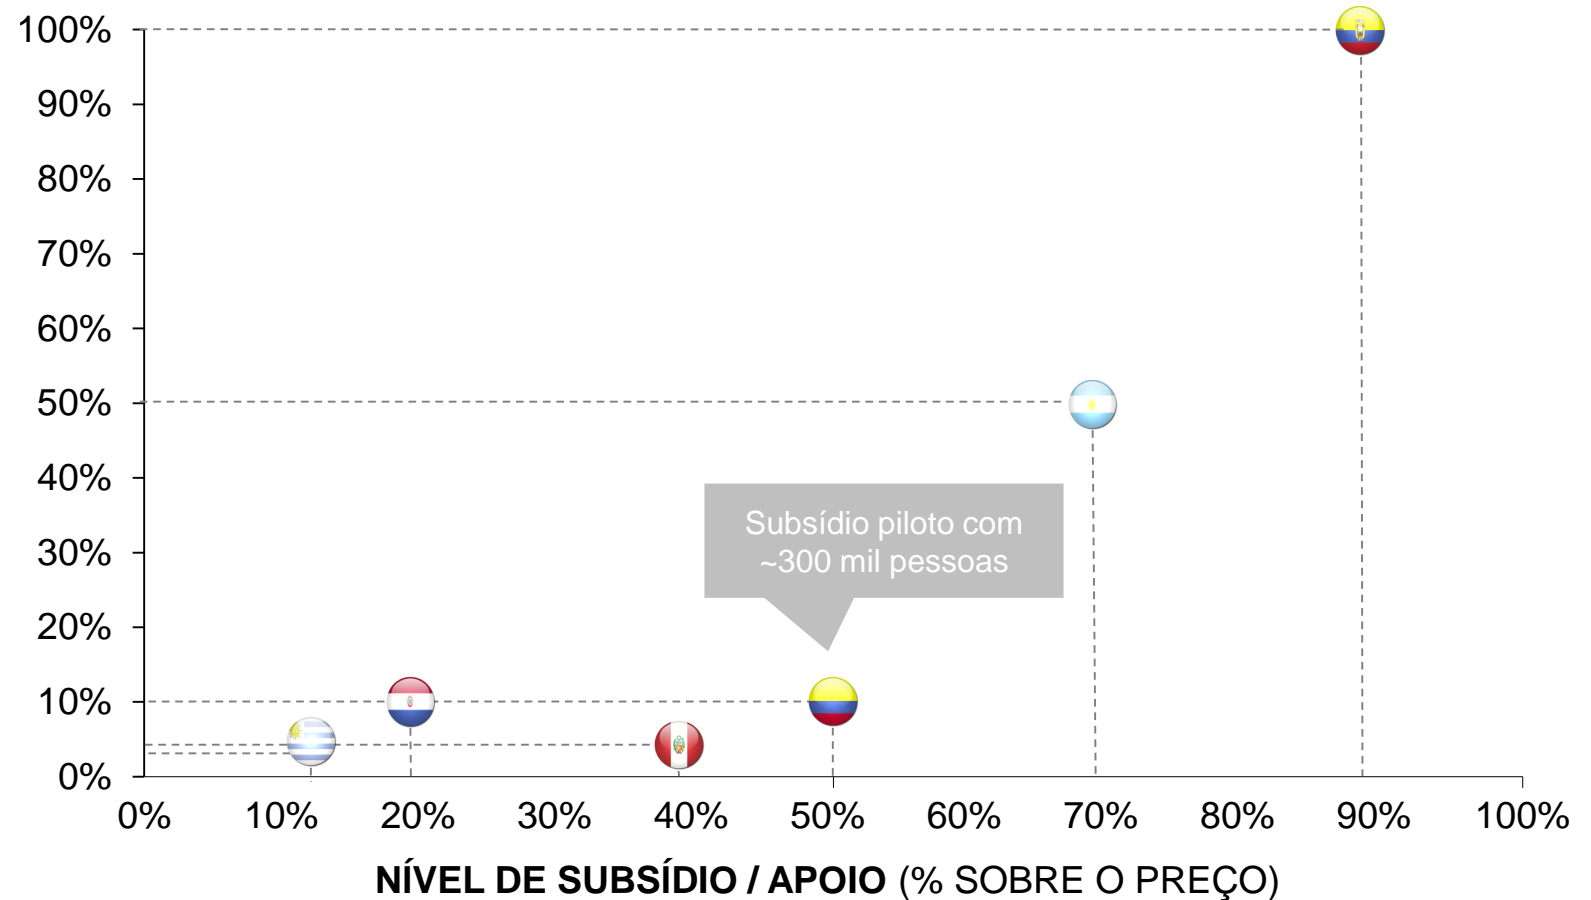 100%
90%
80%
70%
60%
50%
40%
30%
20%
10%
0%
Subsídio piloto com
~300 mil pessoas
0% 10% 20% 30% 40% 50% 60% 70% 80% 90% 100%
NÍVEL DE SUBSÍDIO / APOIO (% SOBRE O PREÇO)